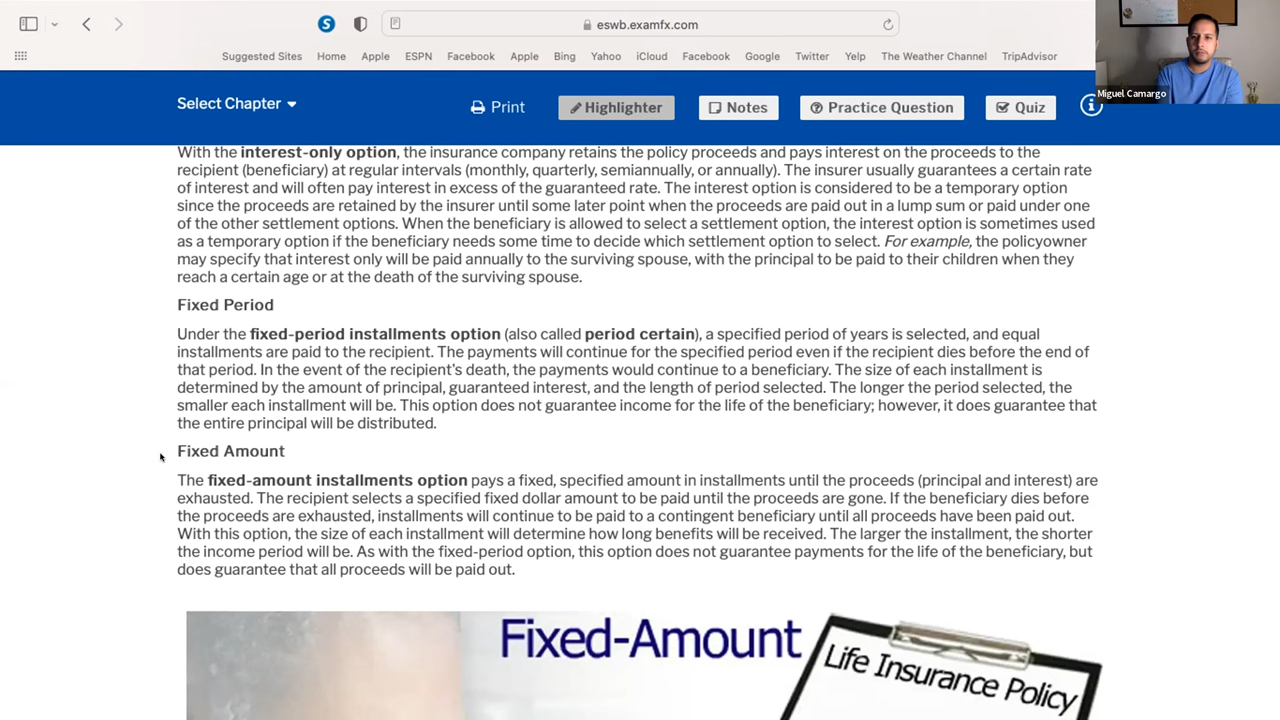 eswb.examfx.com
Suggested Sites Home Apple ESPN Facebook Apple Bing Yahoo iCloud Facebook Google Twitter Yelp The Weather Channel TripAdvisor
Miguel Camargo
Select Chapter Print Highlighter Notes Practice Question Quiz
With the interest-only option, the insurance company retains the policy proceeds and pays interest on the proceeds to the
recipient (beneficiary) at regular intervals (monthly, quarterly, semiannually, or annually). The insurer usually guarantees a certain rate
of interest and will often pay interest in excess of the guaranteed rate. The interest option is considered to be a temporary option
since the proceeds are retained by the insurer until some later point when the proceeds are paid out in a lump sum or paid under one
of the other settlement options. When the beneficiary is allowed to select a settlement option, the interest option is sometimes used
as a temporary option if the beneficiary needs some time to decide which settlement option to select. For example, the policyowner
may specify that interest only will be paid annually to the surviving spouse, with the principal to be paid to their children when they
reach a certain age or at the death of the surviving spouse.
Fixed Period
Under the fixed-period installments option (also called period certain), a specified period of years is selected, and equal
installments are paid to the recipient. The payments will continue for the specified period even if the recipient dies before the end of
that period. In the event of the recipient's death, the payments would continue to a beneficiary. The size of each installment is
determined by the amount of principal, guaranteed interest, and the length of period selected. The longer the period selected, the
smaller each installment will be. This option does not guarantee income for the life of the beneficiary; however, it does guarantee that
the entire principal will be distributed.
Fixed Amount
The fixed-amount installments option pays a fixed, specified amount in installments until the proceeds (principal and interest) are
exhausted. The recipient selects a specified fixed dollar amount to be paid until the proceeds are gone. If the beneficiary dies before
the proceeds are exhausted, installments will continue to be paid to a contingent beneficiary until all proceeds have been paid out.
With this option, the size of each installment will determine how long benefits will be received. The larger the installment, the shorter
the income period will be. As with the fixed-period option, this option does not guarantee payments for the life of the beneficiary, but
does guarantee that all proceeds will be paid out.
Fixed-Amount
Life Insurance Policy